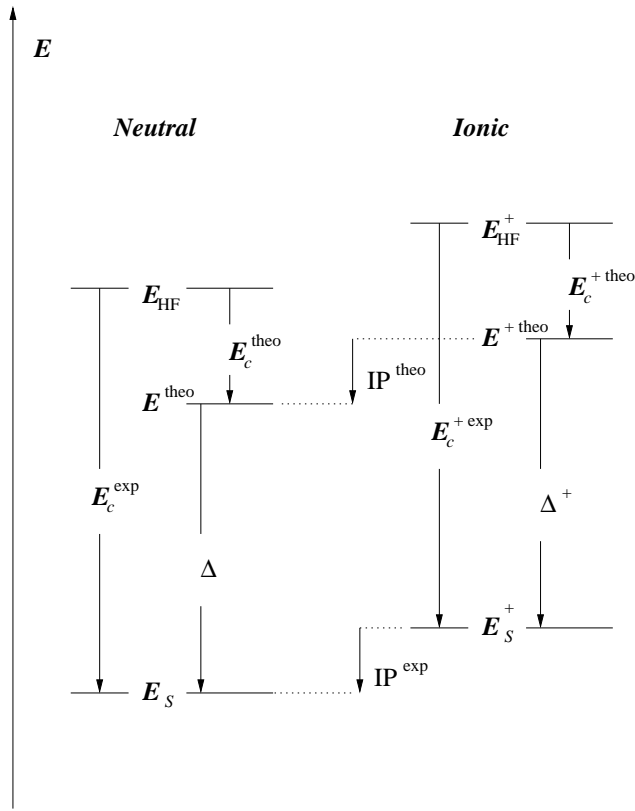 E
Neutral Ionic
E_HF^+
E_HF
E_c^{+ theo}
E_c^{theo}
E^{+ theo}
IP^{theo}
E^{theo}
E_c^{+ exp}
E_c^{exp}
Δ^+
Δ
E_S^+
IP^{exp}
E_S